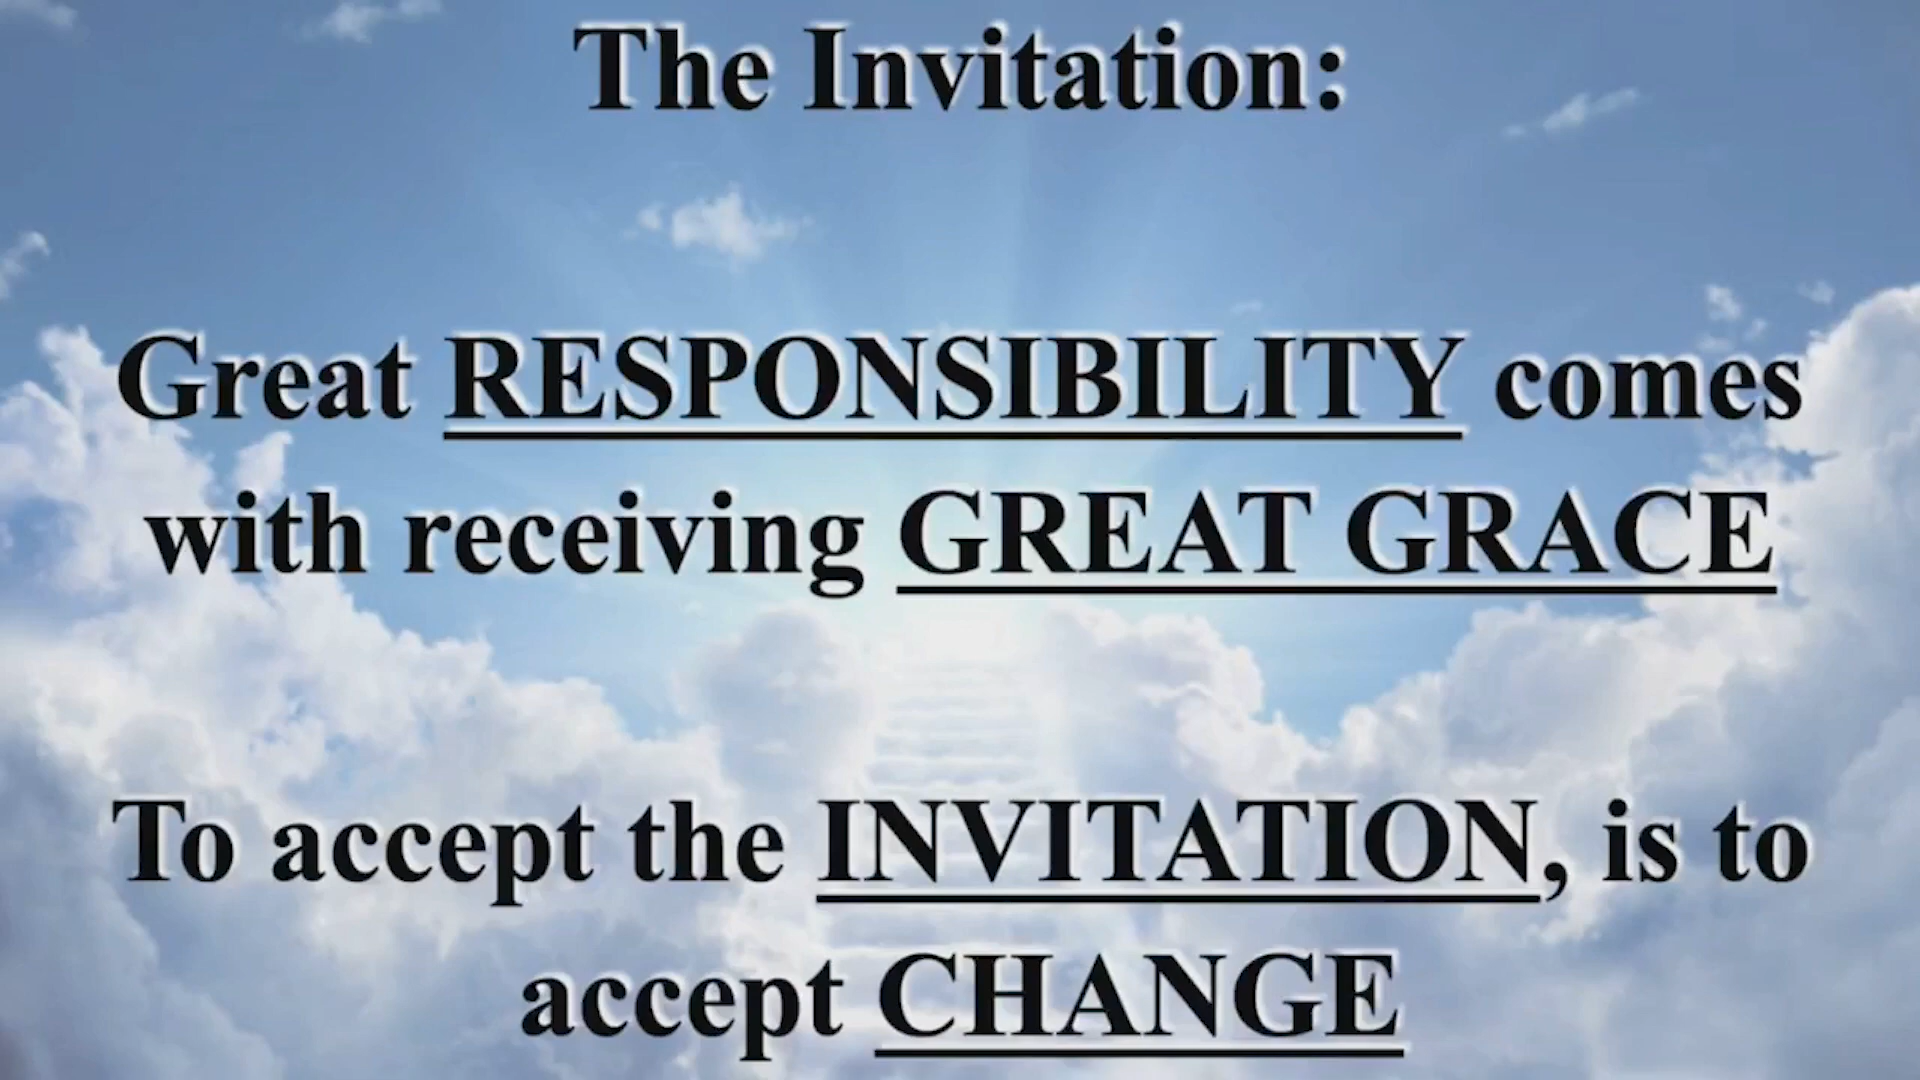 The Invitation:
Great RESPONSIBILITY comes
with receiving GREAT GRACE
To accept the INVITATION, is to
accept CHANGE